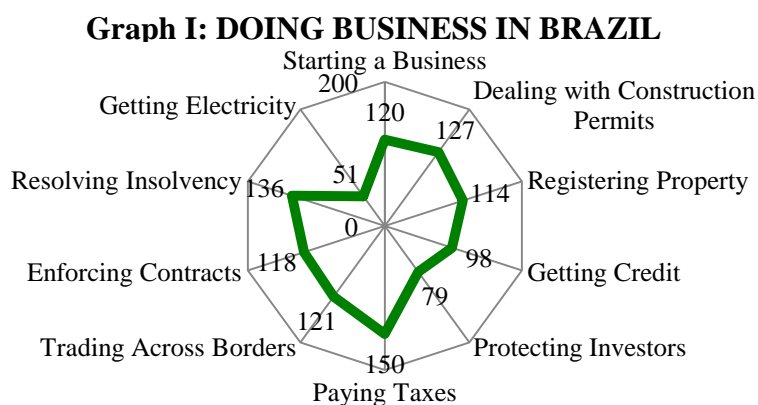 Graph I: DOING BUSINESS IN BRAZIL
Starting a Business
200
Getting Electricity
Dealing with Construction
Permits
120
127
51
Resolving Insolvency
136
Registering Property
114
0
Enforcing Contracts
118
98
Getting Credit
79
121
Trading Across Borders
Protecting Investors
150
Paying Taxes